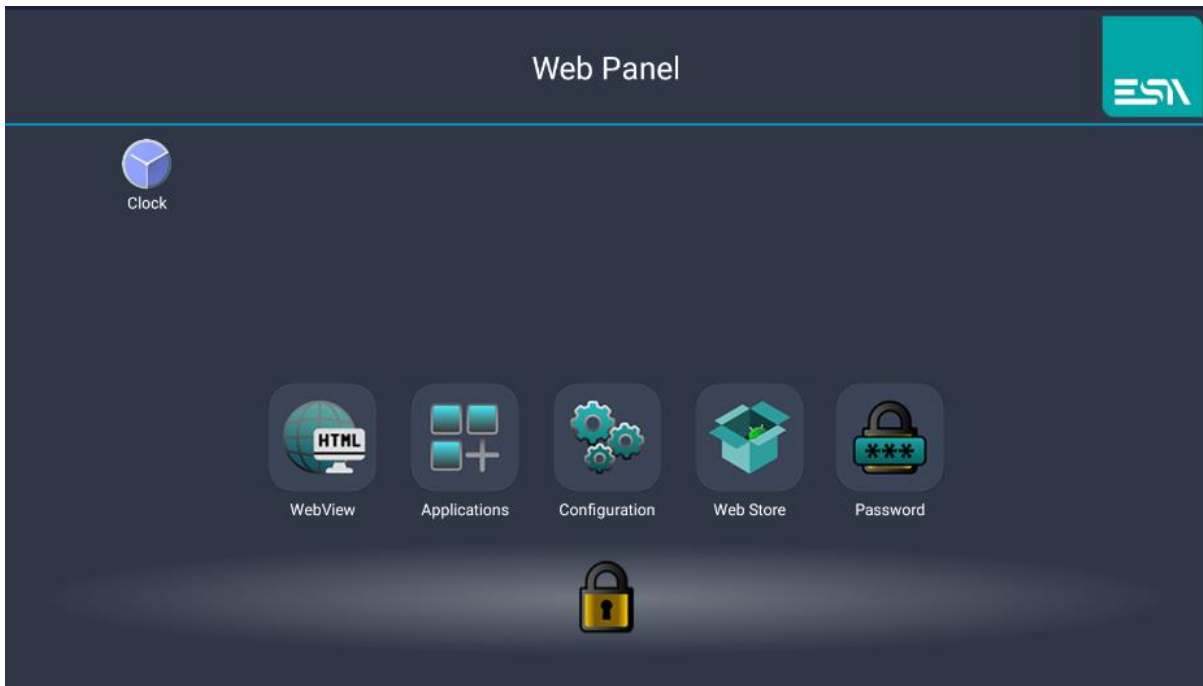 Web Panel
ESA
Clock
HTML
***
WebView
Applications
Configuration
Web Store
Password